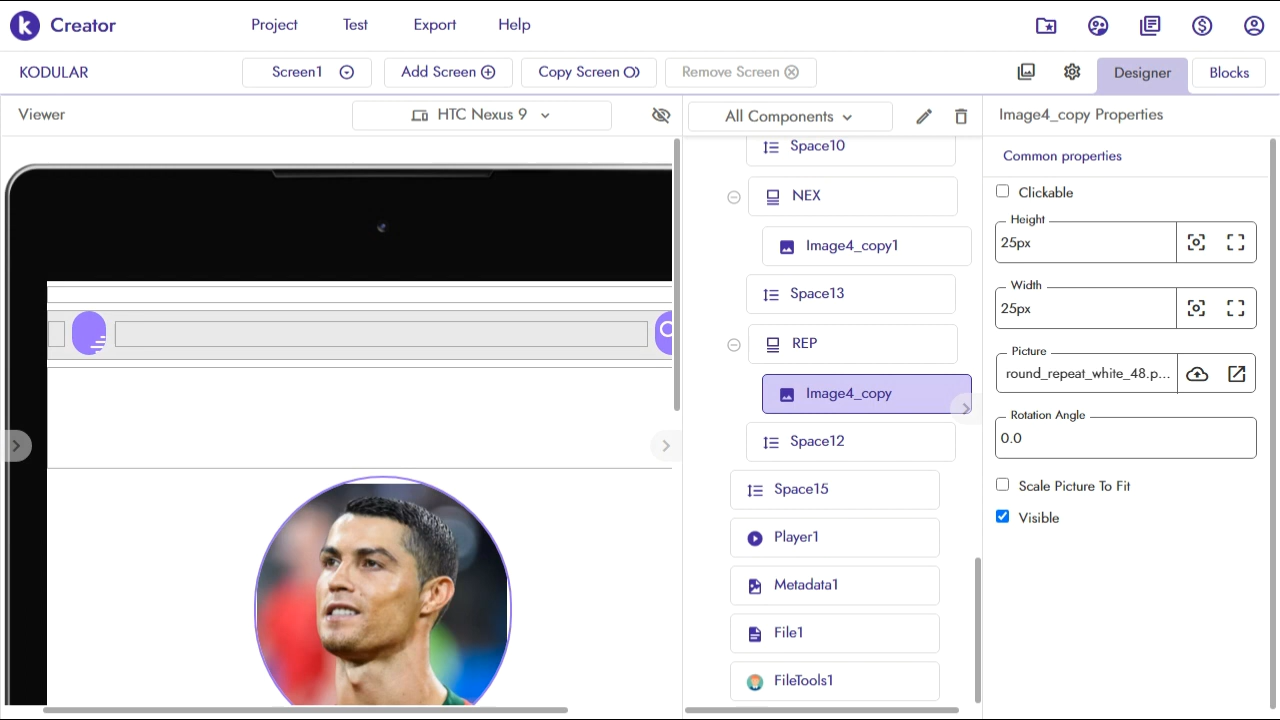 Creator
Project
Test
Export
Help
KODULAR
Screen1
Add Screen
Copy Screen
Remove Screen
Designer
Blocks
Viewer
HTC Nexus 9
All Components
Image4_copy Properties
Space10
NEX
Image4_copy1
Space13
REP
Image4_copy
Space12
Space15
Player1
Metadata1
File1
FileTools1
Common properties
Clickable
Height
25px
Width
25px
Picture
round_repeat_white_48.p...
Rotation Angle
0.0
Scale Picture To Fit
Visible